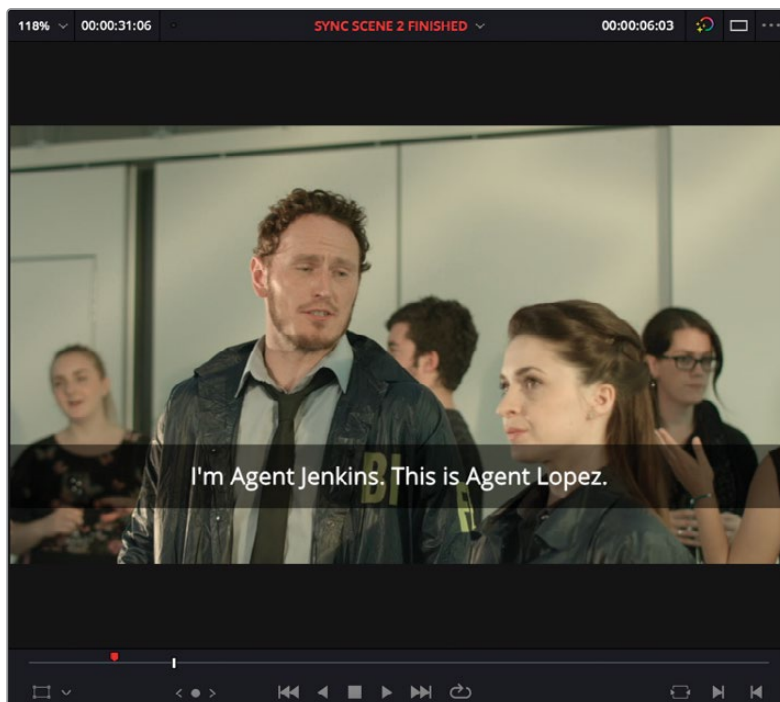 118% 00:00:31:06 SYNC SCENE 2 FINISHED 00:00:06:03
I'm Agent Jenkins. This is Agent Lopez.
BI
F